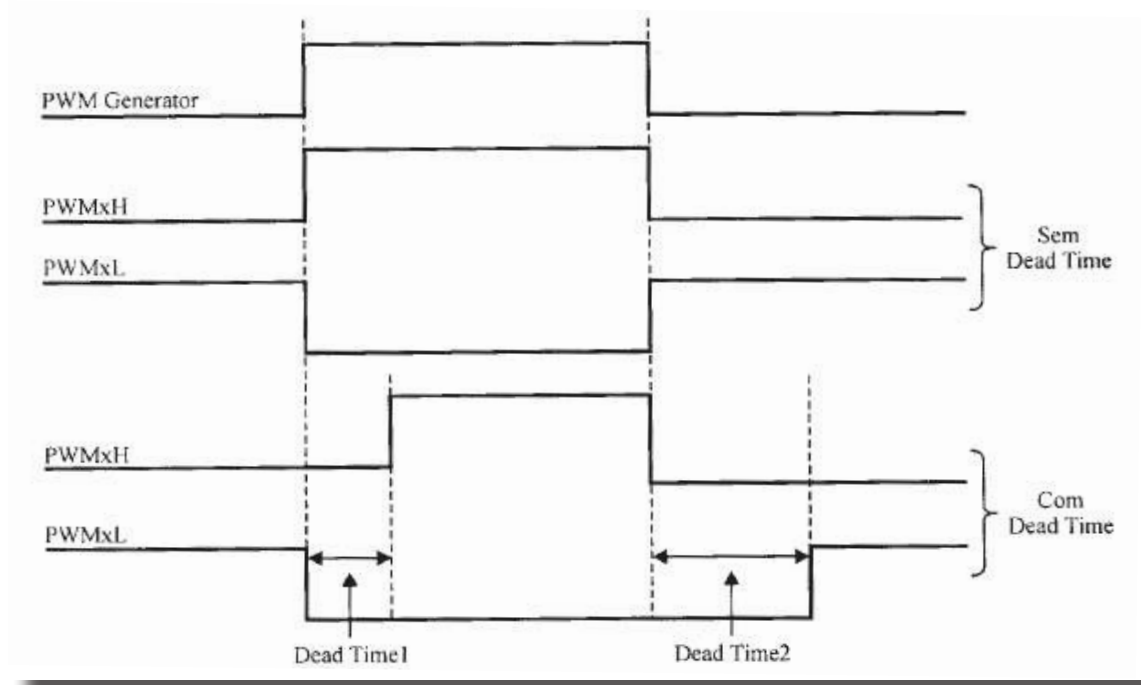 PWM Generator
PWMxH
PWMxL
Sem
Dead Time
PWMxH
PWMxL
Com
Dead Time
Dead Time1
Dead Time2